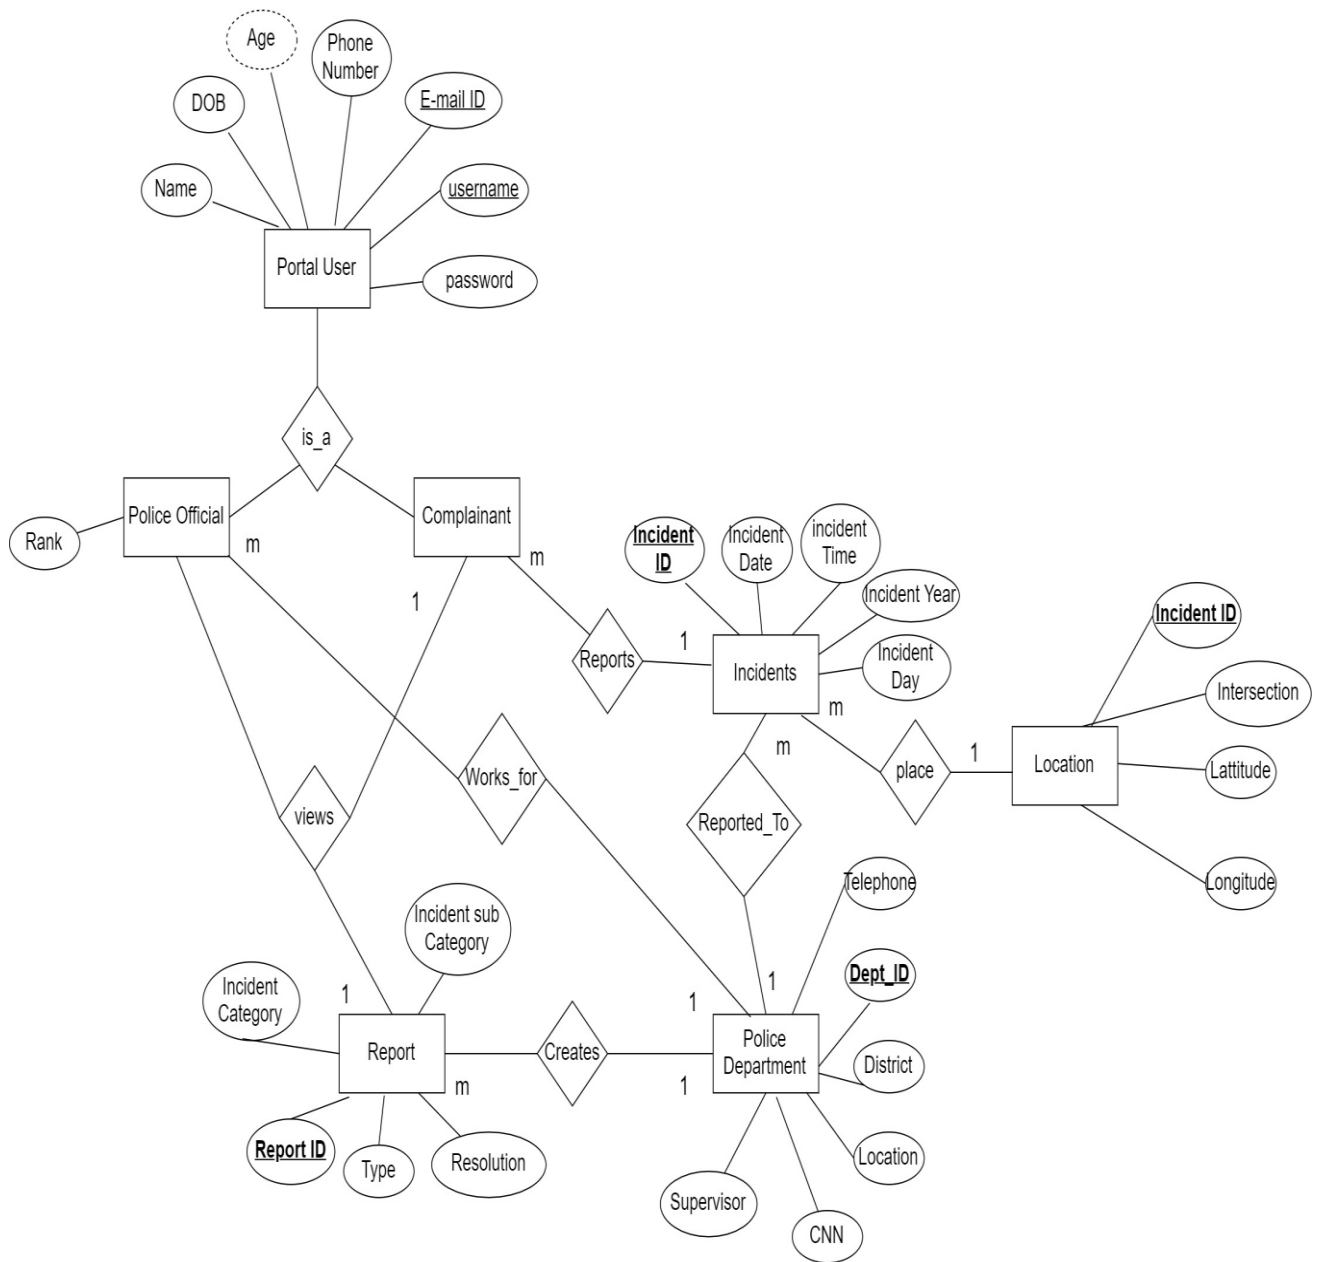 Age
Phone
Number
DOB
E-mail ID
Name
username
Portal User
password
is_a
Police Official
Complainant
Rank
m
m
1
Incident
ID
Incident
Date
incident
Time
Incident Year
Incident
Day
Reports
1
Incidents
m
m
Incident ID
Intersection
place
1
Location
Lattitude
Longitude
views
Works_for
Reported_To
Telephone
Incident sub
Category
Incident
Category
1
Report
m
Creates
1
1
1
Police
Department
Dept_ID
District
Location
Report ID
Type
Resolution
Supervisor
CNN